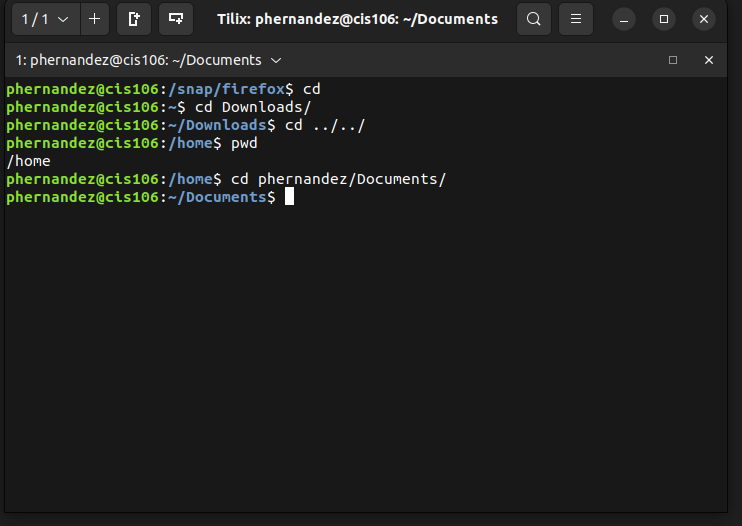 1 / 1
Tilix: phernandez@cis106: ~/Documents
1: phernandez@cis106: ~/Documents
phernandez@cis106:/snap/firefox$ cd
phernandez@cis106:~$ cd Downloads/
phernandez@cis106:~/Downloads$ cd ../../
phernandez@cis106:/home$ pwd
/home
phernandez@cis106:/home$ cd phernandez/Documents/
phernandez@cis106:~/Documents$